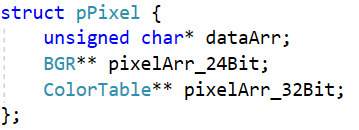 struct pPixel {
    unsigned char* dataArr;
    BGR** pixelArr_24Bit;
    ColorTable** pixelArr_32Bit;
};